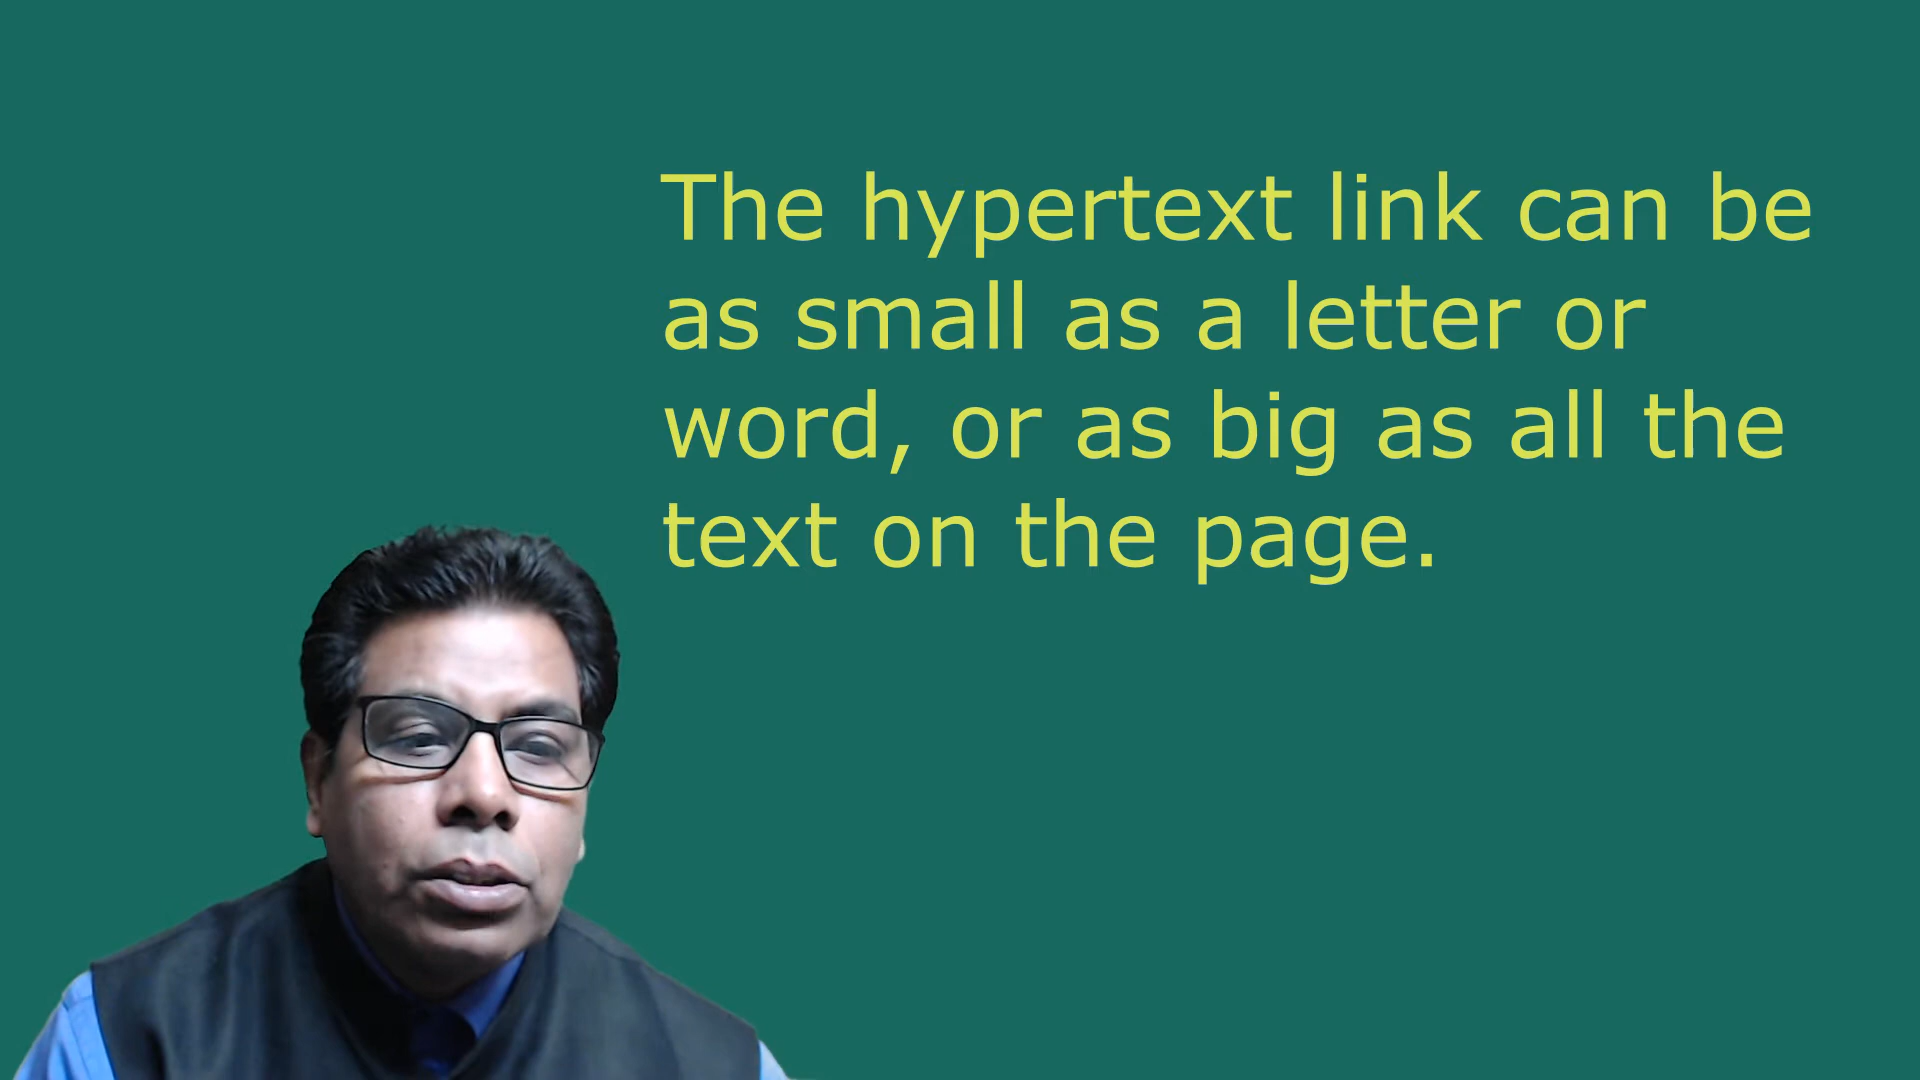 The hypertext link can be
as small as a letter or
word, or as big as all the
text on the page.